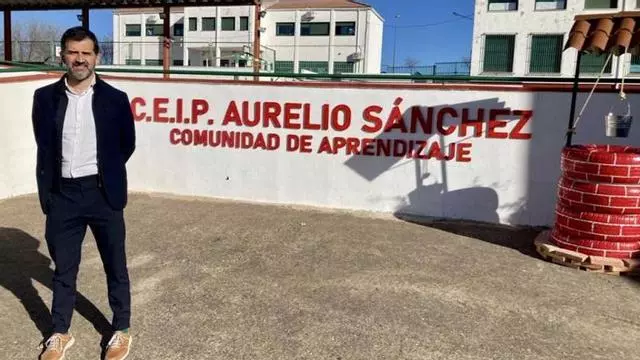 C.E.I.P. AURELIO SÁNCHEZ
COMUNIDAD DE APRENDIZAJE